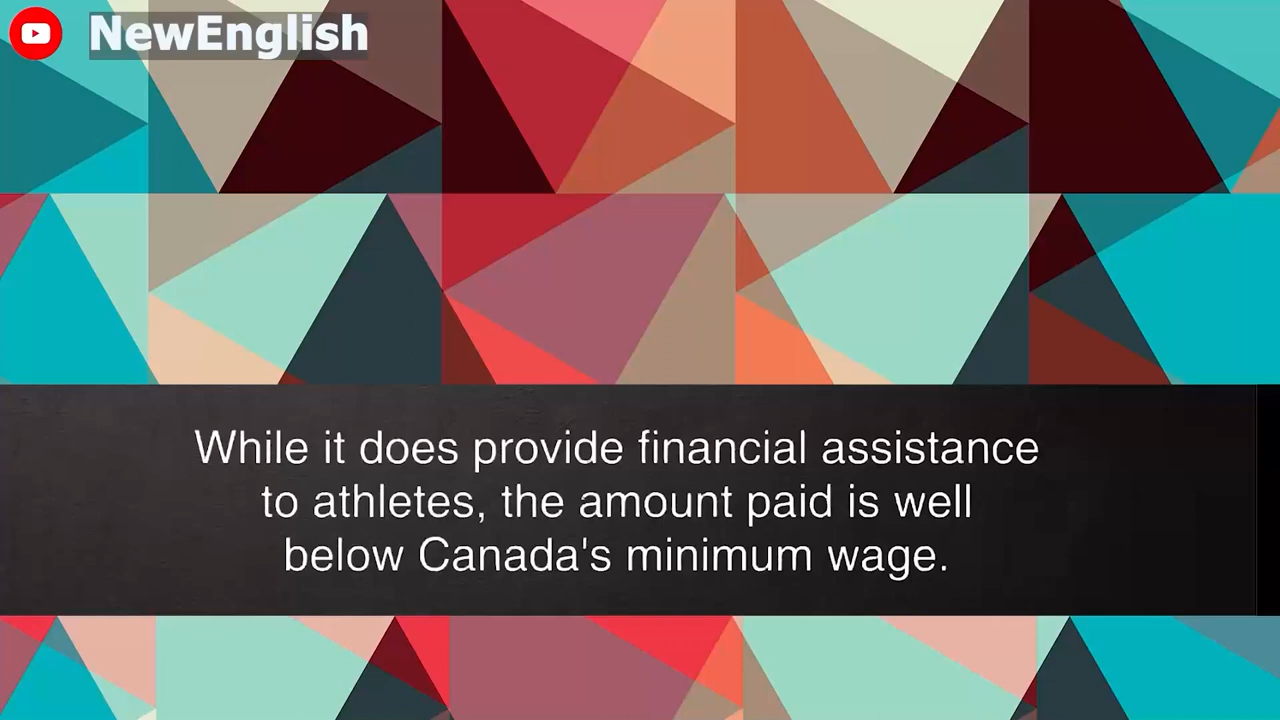 NewEnglish
While it does provide financial assistance
to athletes, the amount paid is well
below Canada's minimum wage.